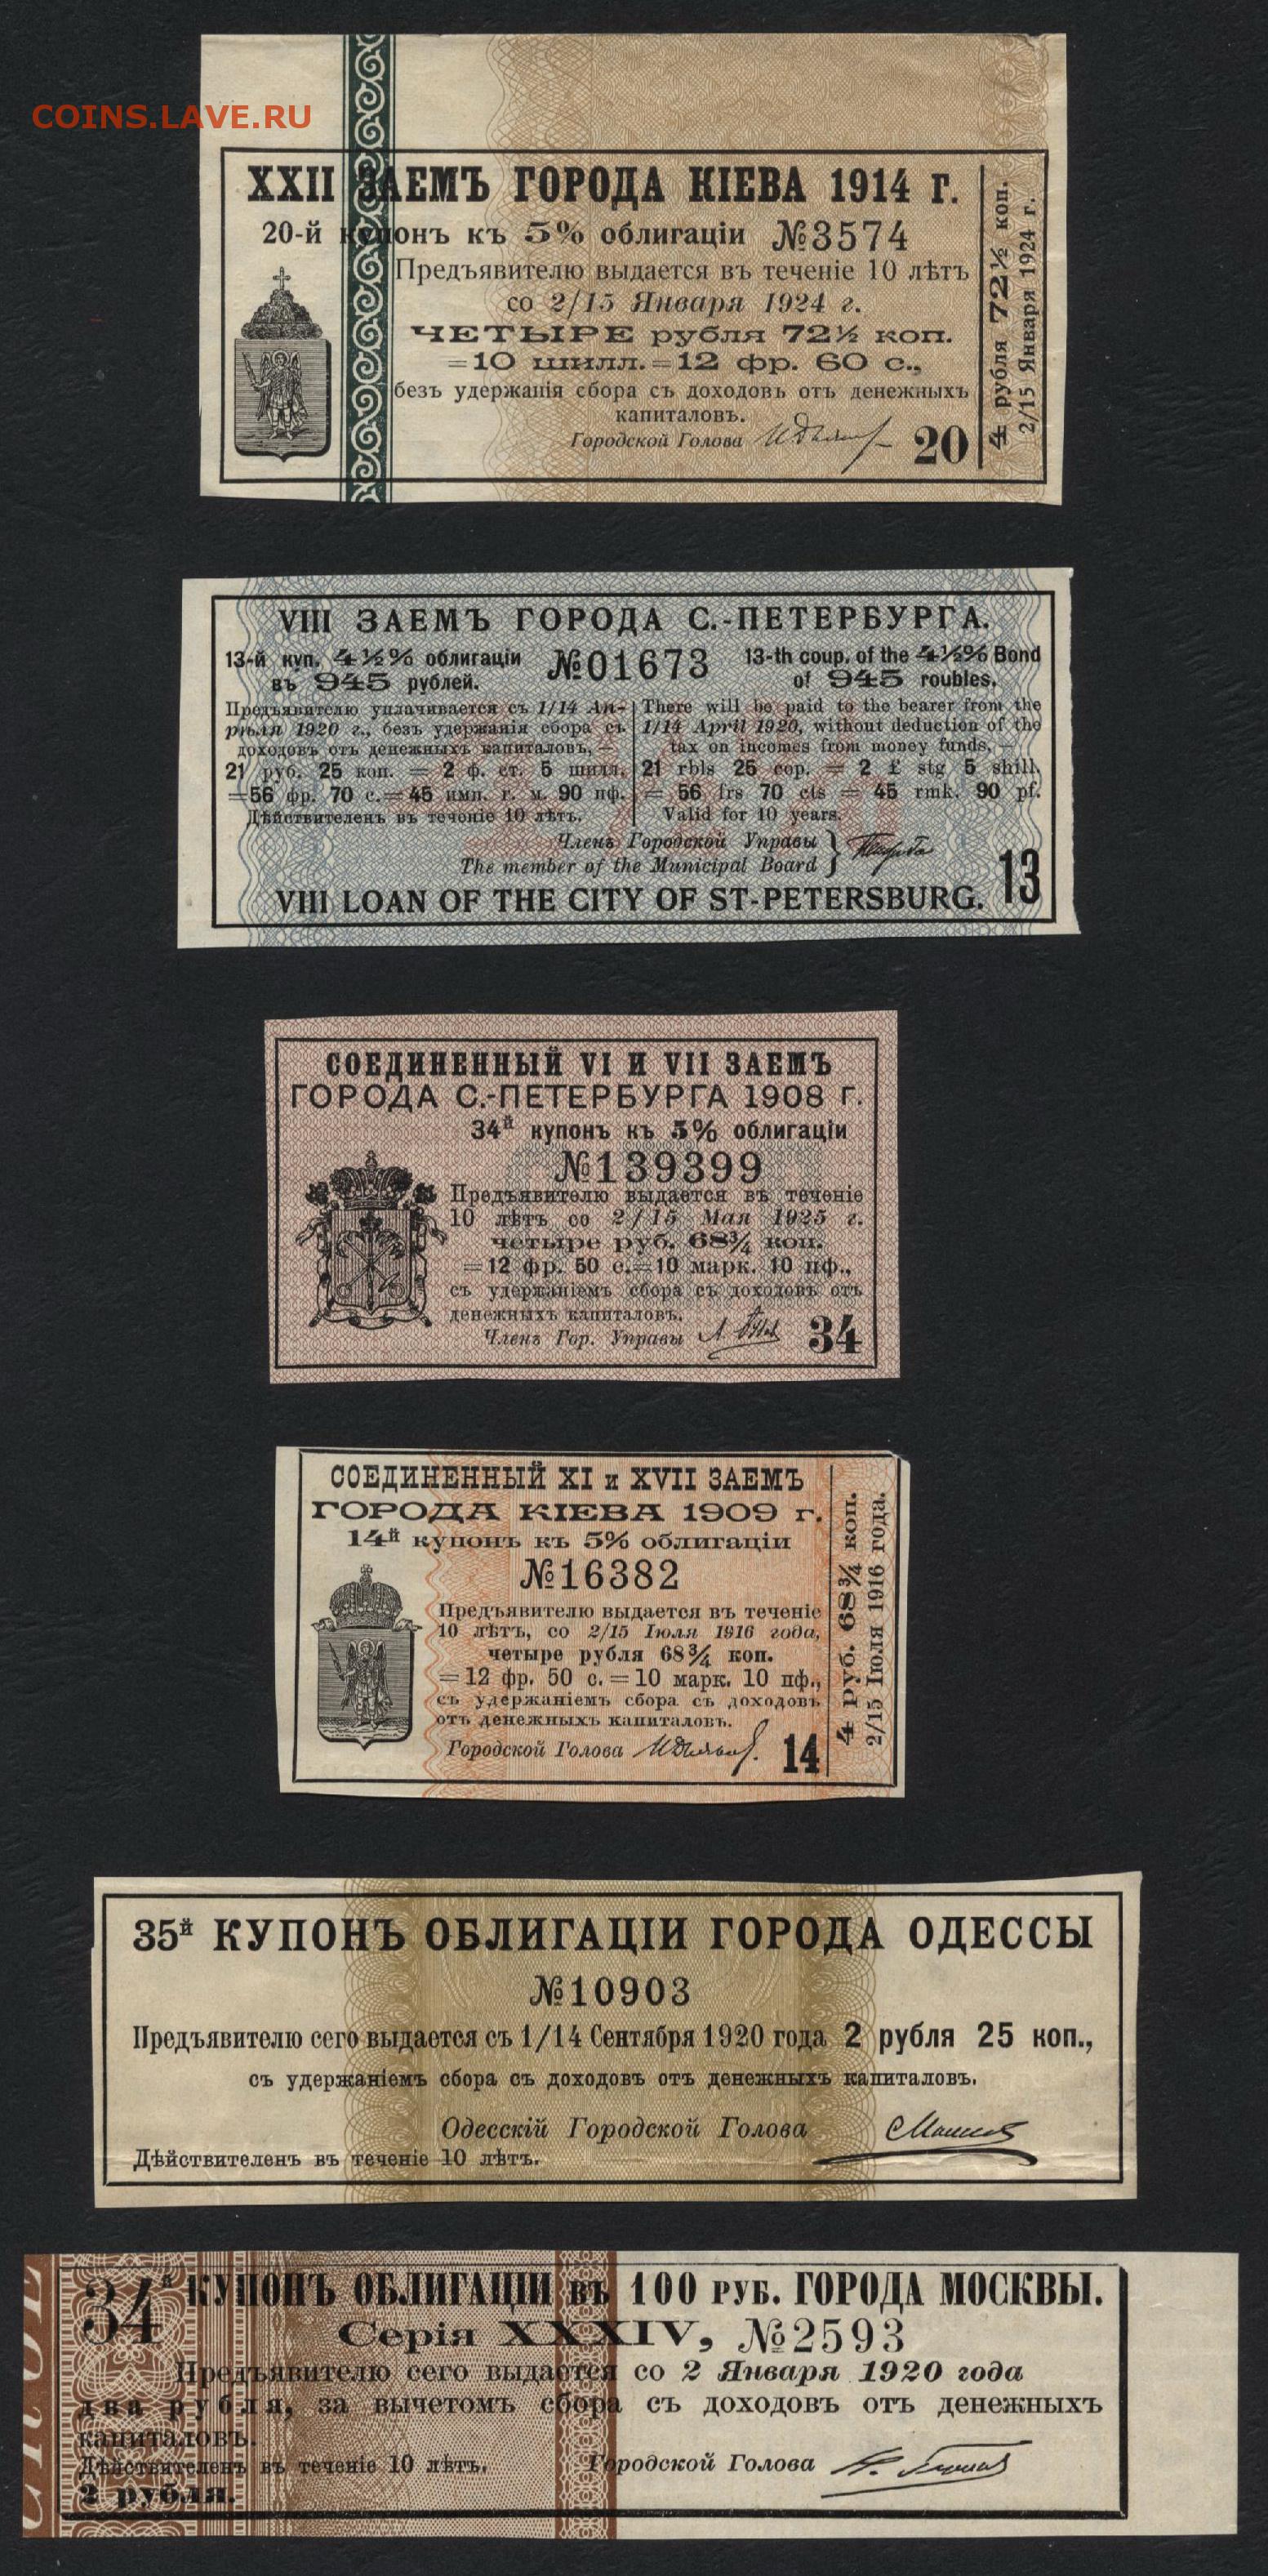 COINS.LAVE.RU
XXII ЗАЕМЪ ГОРОДА КІЕВА 1914 Г.
20-й купонъ къ 5% облигаціи №3574
Предъявителю выдается въ теченіе 10 лѣтъ
со 2/15 Января 1924 г.
ЧЕТЫРЕ рубля 72½ коп.
=10 шилл.=12 фр. 60 с.,
безъ удержанія сбора съ доходовъ отъ денежныхъ
капиталовъ.
Городской Голова
20
4 рубля 72½ коп.
2/15 Января 1924 г.
VIII ЗАЕМЪ ГОРОДА С.-ПЕТЕРБУРГА.
13-й куп. 4½% облигаціи
въ 945 рублей.
№01673
13-th coup. of the 4½% Bond
of 945 roubles.
Предъявителю уплачивается съ 1/14 Ап-
рѣля 1920 г., безъ удержанія сбора съ
доходовъ отъ денежныхъ капиталовъ, —
21 руб. 25 коп. = 2 ф. ст. 5 шилл.
=56 фр. 70 с.=45 имп. г. м. 90 пф.
Дѣйствителенъ въ теченіе 10 лѣтъ.
There will be paid to the bearer from the
1/14 April 1920, without deduction of the
tax on incomes from money funds, —
21 rbls 25 cop. = 2 £ stg 5 shill.
= 56 frs 70 cts = 45 rmk. 90 pf.
Valid for 10 years.
Членъ Городской Управы
The member of the Municipal Board
13
VIII LOAN OF THE CITY OF ST-PETERSBURG.
СОЕДИНЕННЫЙ VI И VII ЗАЕМЪ
ГОРОДА С.-ПЕТЕРБУРГА 1908 Г.
34й купонъ къ 5% облигаціи
№139399
Предъявителю выдается въ теченіе
10 лѣтъ со 2/15 Мая 1925 г.
четыре руб. 68¾ коп.
=12 фр. 50 с.=10 марк. 10 пф.,
съ удержаніемъ сбора съ доходовъ отъ
денежныхъ капиталовъ.
Членъ Гор. Управы
34
СОЕДИНЕННЫЙ XI и XVII ЗАЕМЪ
ГОРОДА КІЕВА 1909 г.
14й купонъ къ 5% облигаціи
№16382
Предъявителю выдается въ теченіе
10 лѣтъ, со 2/15 Іюля 1916 года,
четыре рубля 68¾ коп.
=12 фр. 50 с.=10 марк. 10 пф.,
съ удержаніемъ сбора съ доходовъ
отъ денежныхъ капиталовъ.
Городской Голова
14
4 руб. 68¾ коп.
2/15 Іюля 1916 года.
35й КУПОНЪ ОБЛИГАЦІИ ГОРОДА ОДЕССЫ
№10903
Предъявителю сего выдается съ 1/14 Сентября 1920 года 2 рубля 25 коп.,
съ удержаніемъ сбора съ доходовъ отъ денежныхъ капиталовъ.
Одесскій Городской Голова
Дѣйствителенъ въ теченіе 10 лѣтъ.
34й КУПОНЪ ОБЛИГАЦІИ въ 100 РУБ. ГОРОДА МОСКВЫ.
Серія XXXIV, №2593
Предъявителю сего выдается со 2 Января 1920 года
два рубля, за вычетомъ сбора съ доходовъ отъ денежныхъ
капиталовъ.
Дѣйствителенъ въ теченіе 10 лѣтъ.
Городской Голова
2 рубля.